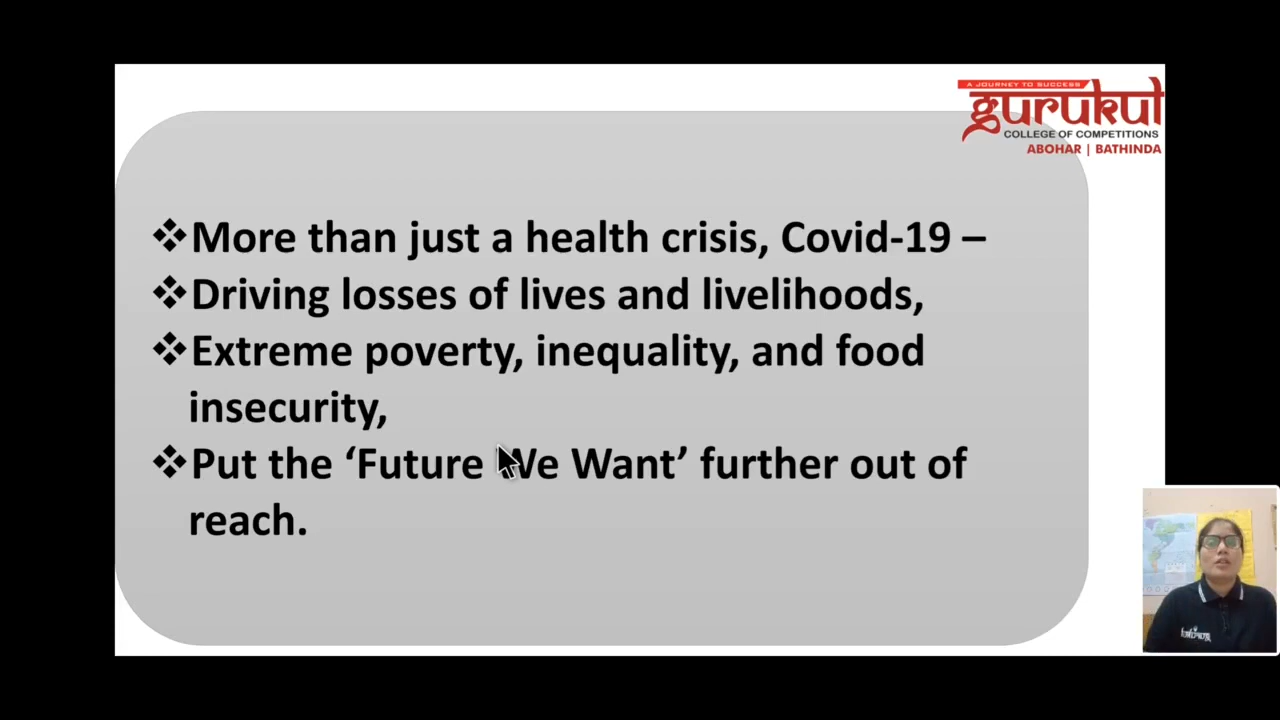 A JOURNEY TO SUCCESS
gurukul
COLLEGE OF COMPETITIONS
ABOHAR | BATHINDA
❖More than just a health crisis, Covid-19 –
❖Driving losses of lives and livelihoods,
❖Extreme poverty, inequality, and food
insecurity,
❖Put the ‘Future We Want’ further out of
reach.